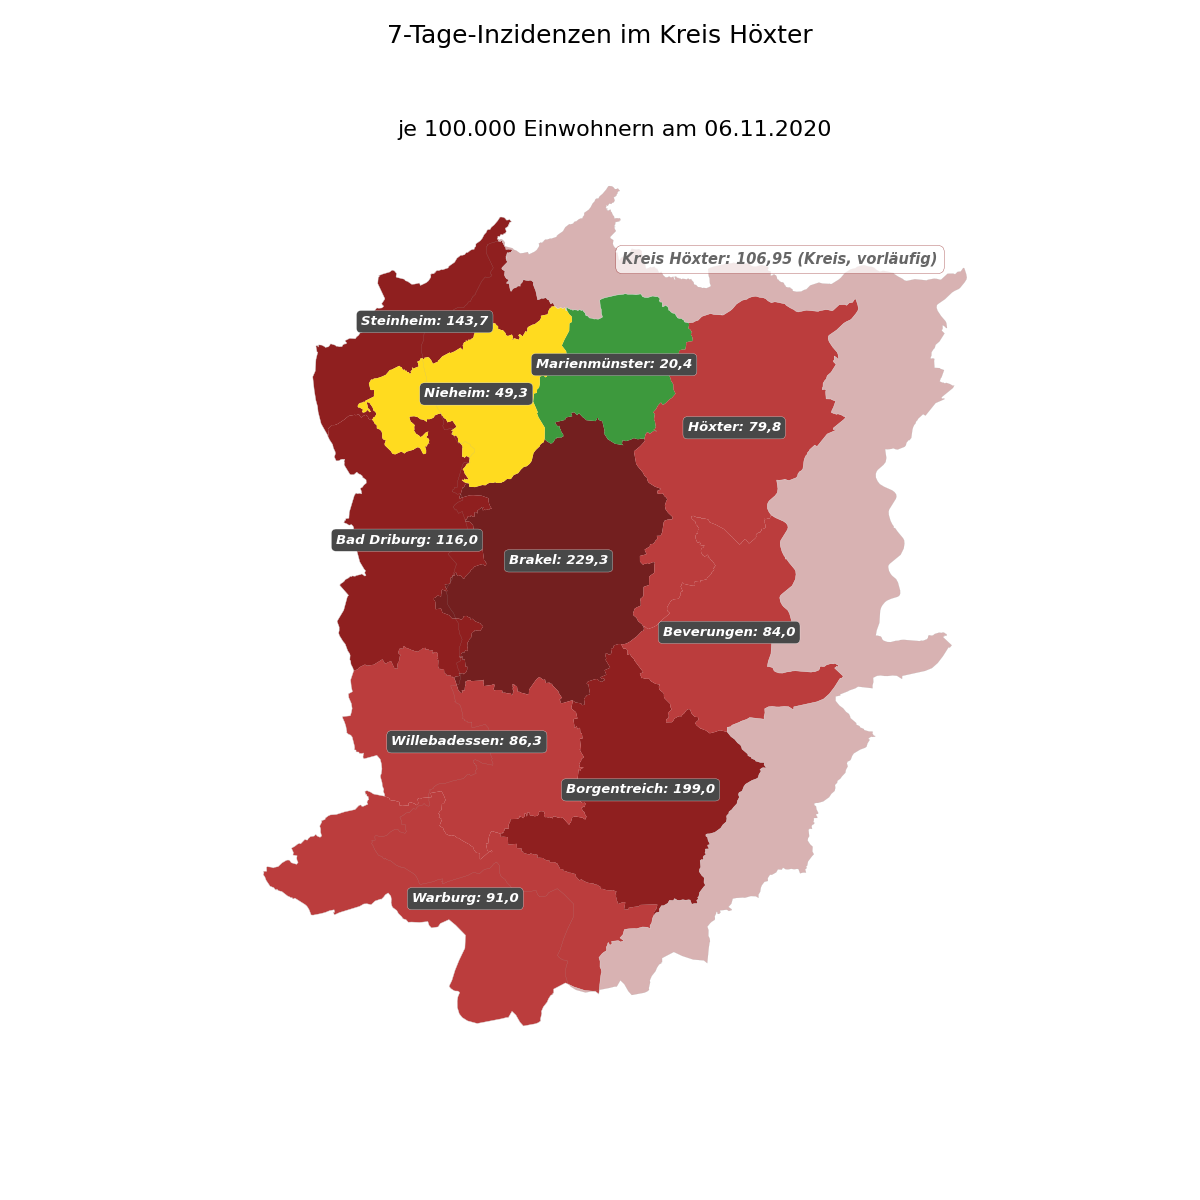 7-Tage-Inzidenzen im Kreis Höxter
je 100.000 Einwohnern am 06.11.2020
Kreis Höxter: 106,95 (Kreis, vorläufig)
Steinheim: 143,7
Marienmünster: 20,4
Nieheim: 49,3
Höxter: 79,8
Bad Driburg: 116,0
Brakel: 229,3
Beverungen: 84,0
Willebadessen: 86,3
Borgentreich: 199,0
Warburg: 91,0